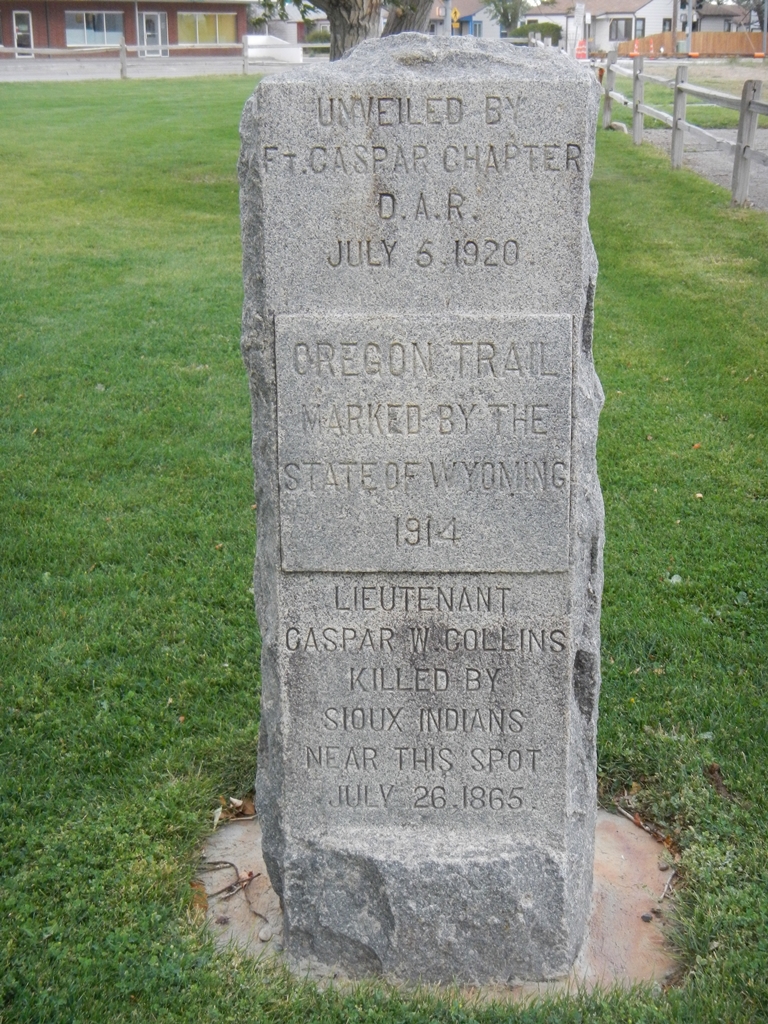 UNVEILED BY
FT. CASPAR CHAPTER
D.A.R.
JULY 5.1920.
OREGON TRAIL
MARKED BY THE
STATE OF WYOMING
1914
LIEUTENANT
CASPAR W. COLLINS
KILLED BY
SIOUX INDIANS
NEAR THIS SPOT
JULY 26.1865.